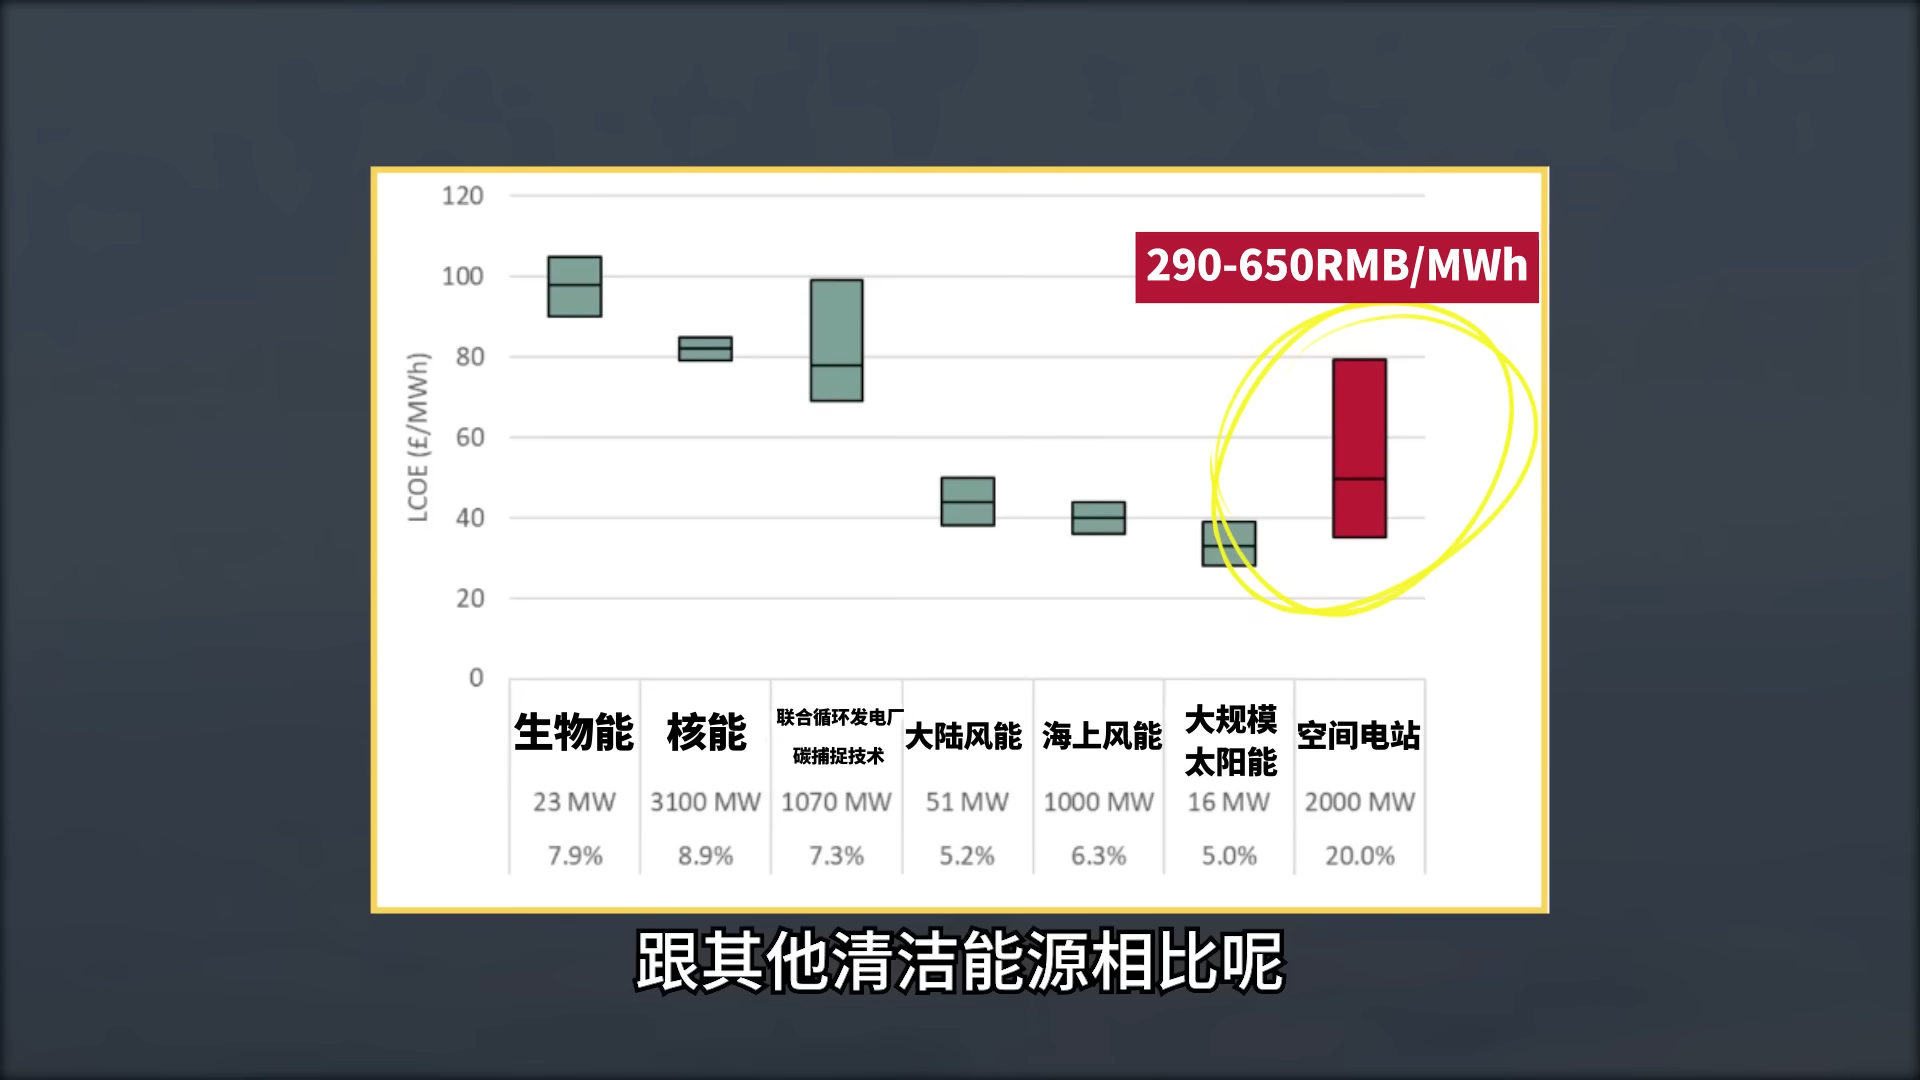 120
290-650RMB/MWh
100
80
60
40
20
0
LCOE (£/MWh)
生物能
核能
联合循环发电厂
碳捕捉技术
大陆风能
海上风能
大规模
太阳能
空间电站
23 MW 3100 MW 1070 MW 51 MW 1000 MW 16 MW 2000 MW
7.9% 8.9% 7.3% 5.2% 6.3% 5.0% 20.0%
跟其他清洁能源相比呢